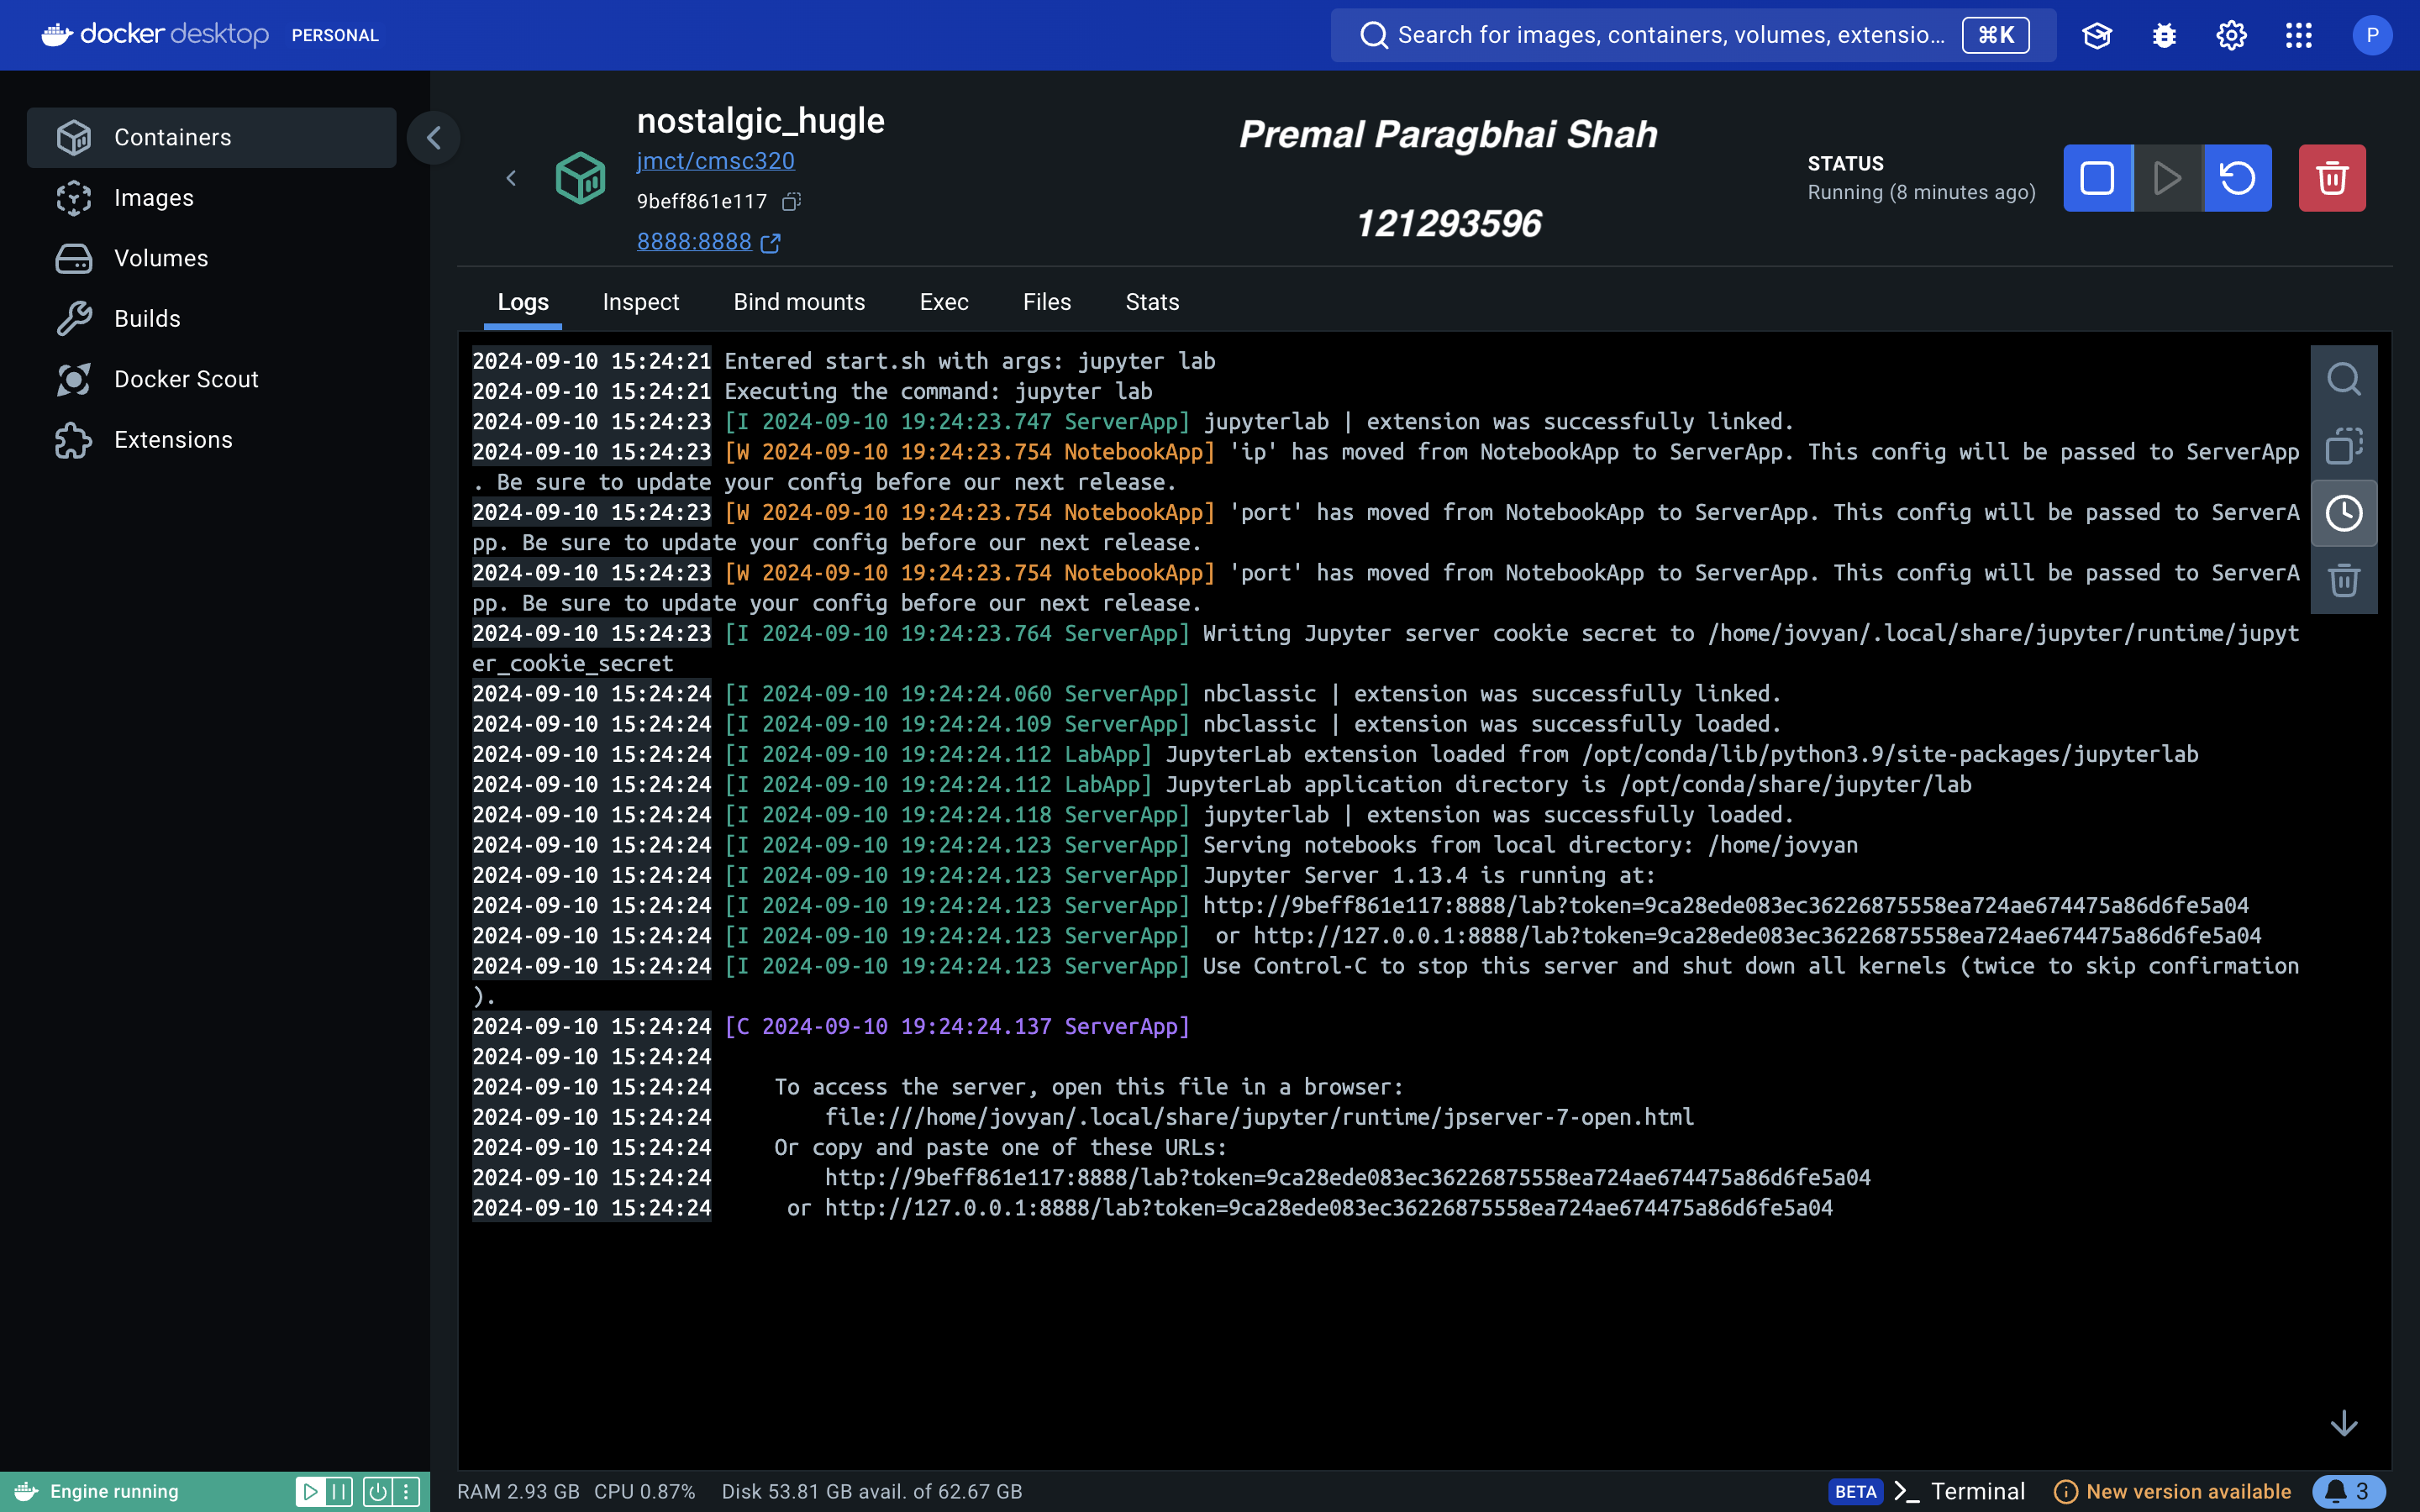 docker desktop PERSONAL
Search for images, containers, volumes, extensio... ⌘K
P
Containers
Images
Volumes
Builds
Docker Scout
Extensions
nostalgic_hugle
jmct/cmsc320
9beff861e117
8888:8888
Premal Paragbhai Shah
121293596
STATUS
Running (8 minutes ago)
Logs Inspect Bind mounts Exec Files Stats
2024-09-10 15:24:21 Entered start.sh with args: jupyter lab
2024-09-10 15:24:21 Executing the command: jupyter lab
2024-09-10 15:24:23 [I 2024-09-10 19:24:23.747 ServerApp] jupyterlab | extension was successfully linked.
2024-09-10 15:24:23 [W 2024-09-10 19:24:23.754 NotebookApp] 'ip' has moved from NotebookApp to ServerApp. This config will be passed to ServerApp
. Be sure to update your config before our next release.
2024-09-10 15:24:23 [W 2024-09-10 19:24:23.754 NotebookApp] 'port' has moved from NotebookApp to ServerApp. This config will be passed to ServerA
pp. Be sure to update your config before our next release.
2024-09-10 15:24:23 [W 2024-09-10 19:24:23.754 NotebookApp] 'port' has moved from NotebookApp to ServerApp. This config will be passed to ServerA
pp. Be sure to update your config before our next release.
2024-09-10 15:24:23 [I 2024-09-10 19:24:23.764 ServerApp] Writing Jupyter server cookie secret to /home/jovyan/.local/share/jupyter/runtime/jupyt
er_cookie_secret
2024-09-10 15:24:24 [I 2024-09-10 19:24:24.060 ServerApp] nbclassic | extension was successfully linked.
2024-09-10 15:24:24 [I 2024-09-10 19:24:24.109 ServerApp] nbclassic | extension was successfully loaded.
2024-09-10 15:24:24 [I 2024-09-10 19:24:24.112 LabApp] JupyterLab extension loaded from /opt/conda/lib/python3.9/site-packages/jupyterlab
2024-09-10 15:24:24 [I 2024-09-10 19:24:24.112 LabApp] JupyterLab application directory is /opt/conda/share/jupyter/lab
2024-09-10 15:24:24 [I 2024-09-10 19:24:24.118 ServerApp] jupyterlab | extension was successfully loaded.
2024-09-10 15:24:24 [I 2024-09-10 19:24:24.123 ServerApp] Serving notebooks from local directory: /home/jovyan
2024-09-10 15:24:24 [I 2024-09-10 19:24:24.123 ServerApp] Jupyter Server 1.13.4 is running at:
2024-09-10 15:24:24 [I 2024-09-10 19:24:24.123 ServerApp] http://9beff861e117:8888/lab?token=9ca28ede083ec36226875558ea724ae674475a86d6fe5a04
2024-09-10 15:24:24 [I 2024-09-10 19:24:24.123 ServerApp]  or http://127.0.0.1:8888/lab?token=9ca28ede083ec36226875558ea724ae674475a86d6fe5a04
2024-09-10 15:24:24 [I 2024-09-10 19:24:24.123 ServerApp] Use Control-C to stop this server and shut down all kernels (twice to skip confirmation
).
2024-09-10 15:24:24 [C 2024-09-10 19:24:24.137 ServerApp]
2024-09-10 15:24:24
2024-09-10 15:24:24     To access the server, open this file in a browser:
2024-09-10 15:24:24         file:///home/jovyan/.local/share/jupyter/runtime/jpserver-7-open.html
2024-09-10 15:24:24     Or copy and paste one of these URLs:
2024-09-10 15:24:24         http://9beff861e117:8888/lab?token=9ca28ede083ec36226875558ea724ae674475a86d6fe5a04
2024-09-10 15:24:24      or http://127.0.0.1:8888/lab?token=9ca28ede083ec36226875558ea724ae674475a86d6fe5a04
Engine running
RAM 2.93 GB CPU 0.87% Disk 53.81 GB avail. of 62.67 GB
BETA >_ Terminal New version available 3